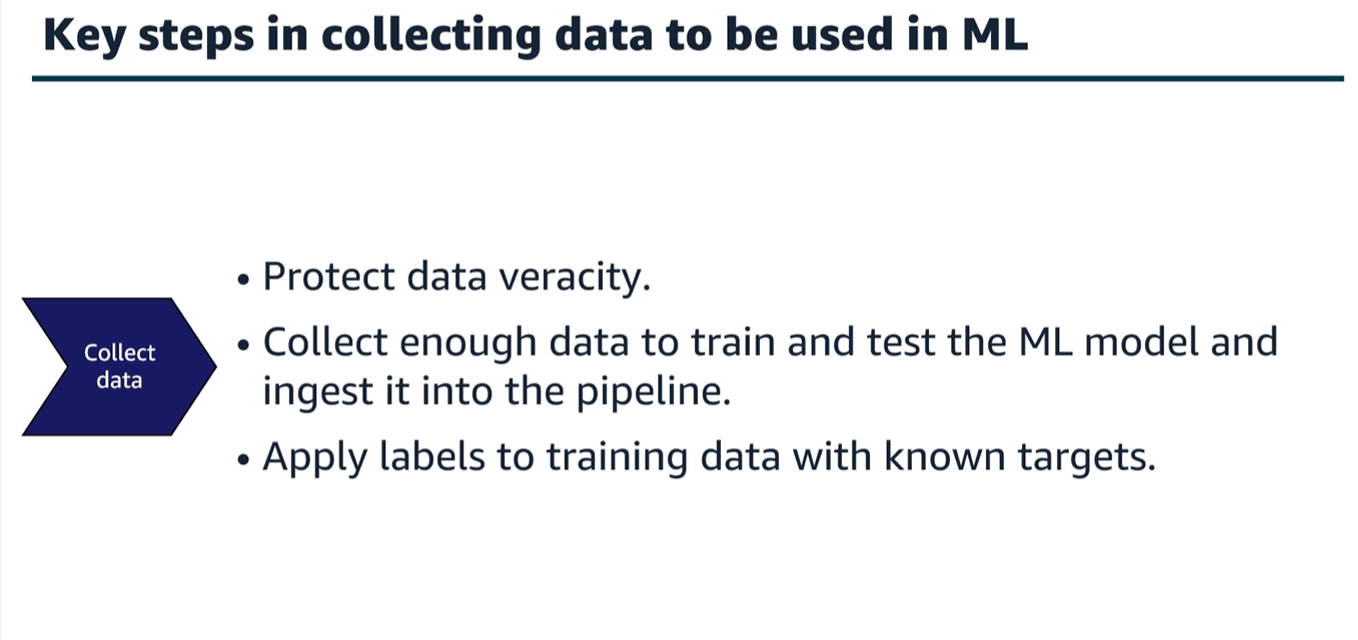 Key steps in collecting data to be used in ML
Collect
data
• Protect data veracity.
• Collect enough data to train and test the ML model and
ingest it into the pipeline.
• Apply labels to training data with known targets.